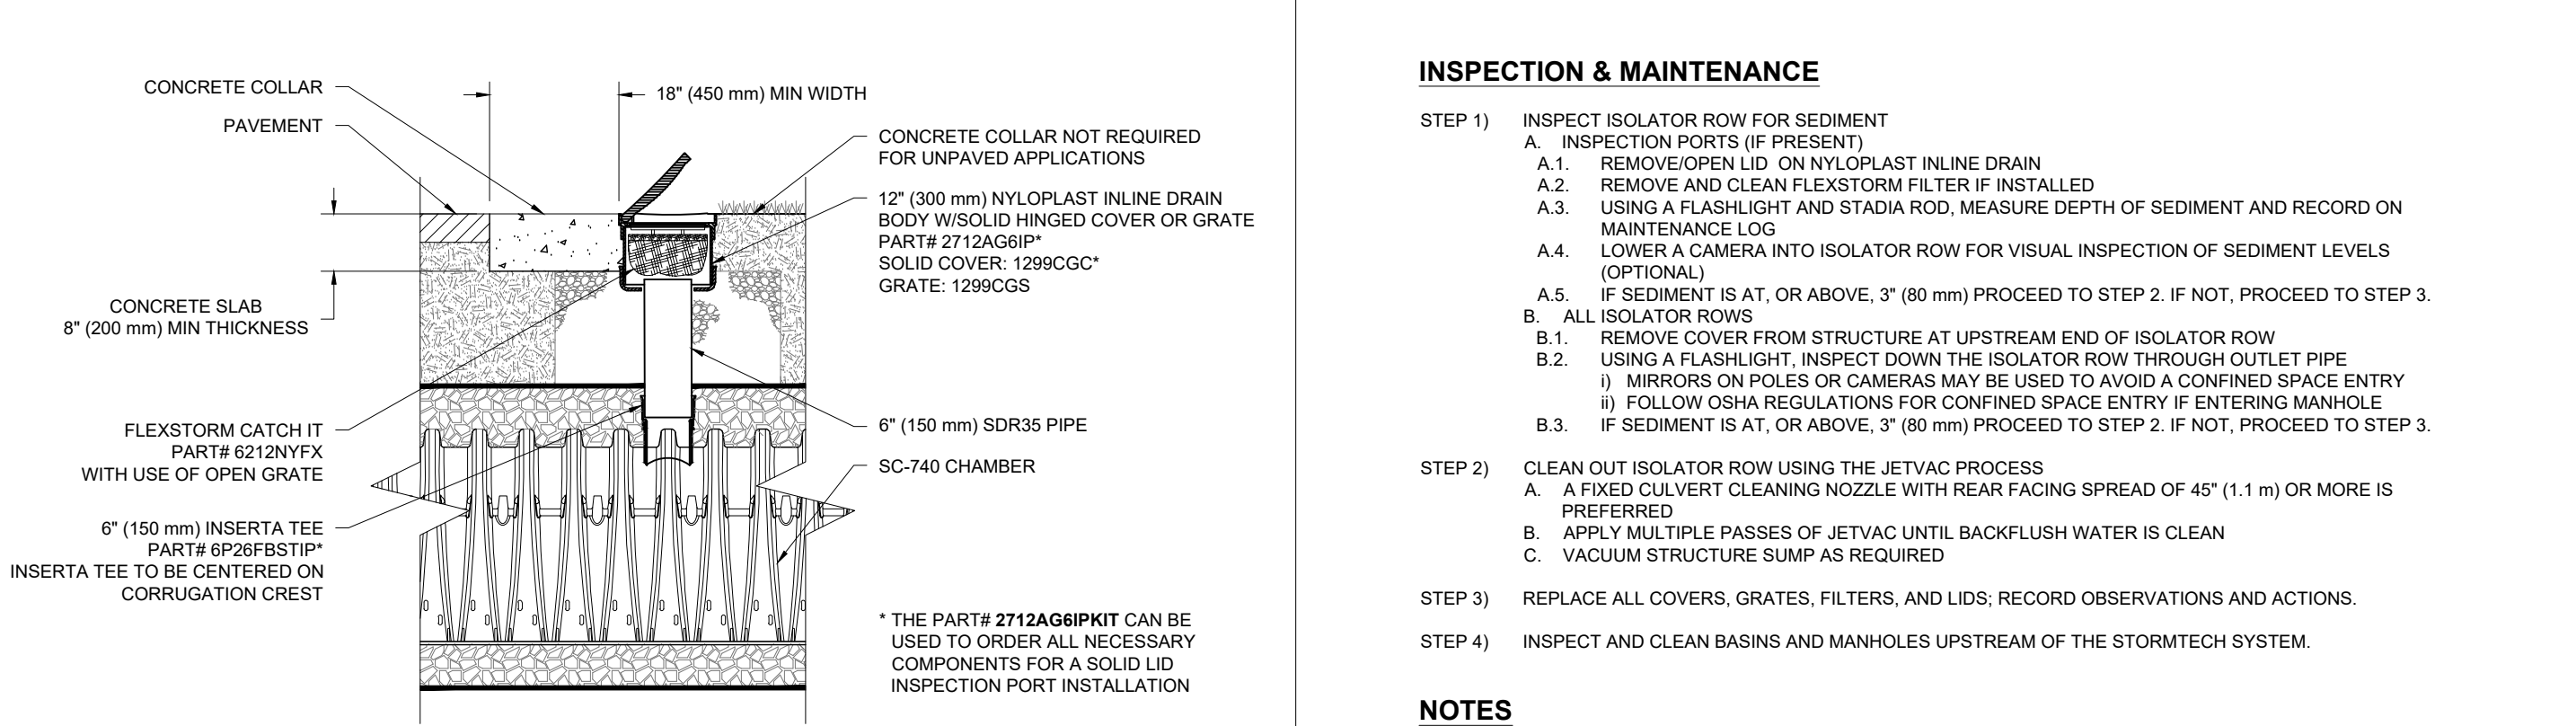 CONCRETE COLLAR
PAVEMENT
18" (450 mm) MIN WIDTH
CONCRETE COLLAR NOT REQUIRED
FOR UNPAVED APPLICATIONS
12" (300 mm) NYLOPLAST INLINE DRAIN
BODY W/SOLID HINGED COVER OR GRATE
PART# 2712AG6IP*
SOLID COVER: 1299CGC*
GRATE: 1299CGS
CONCRETE SLAB
8" (200 mm) MIN THICKNESS
FLEXSTORM CATCH IT
PART# 6212NYFX
WITH USE OF OPEN GRATE
6" (150 mm) SDR35 PIPE
SC-740 CHAMBER
6" (150 mm) INSERTA TEE
PART# 6P26FBSTIP*
INSERTA TEE TO BE CENTERED ON
CORRUGATION CREST
* THE PART# 2712AG6IPKIT CAN BE
USED TO ORDER ALL NECESSARY
COMPONENTS FOR A SOLID LID
INSPECTION PORT INSTALLATION
INSPECTION & MAINTENANCE
STEP 1) INSPECT ISOLATOR ROW FOR SEDIMENT
A. INSPECTION PORTS (IF PRESENT)
A.1. REMOVE/OPEN LID ON NYLOPLAST INLINE DRAIN
A.2. REMOVE AND CLEAN FLEXSTORM FILTER IF INSTALLED
A.3. USING A FLASHLIGHT AND STADIA ROD, MEASURE DEPTH OF SEDIMENT AND RECORD ON
MAINTENANCE LOG
A.4. LOWER A CAMERA INTO ISOLATOR ROW FOR VISUAL INSPECTION OF SEDIMENT LEVELS
(OPTIONAL)
A.5. IF SEDIMENT IS AT, OR ABOVE, 3" (80 mm) PROCEED TO STEP 2. IF NOT, PROCEED TO STEP 3.
B. ALL ISOLATOR ROWS
B.1. REMOVE COVER FROM STRUCTURE AT UPSTREAM END OF ISOLATOR ROW
B.2. USING A FLASHLIGHT, INSPECT DOWN THE ISOLATOR ROW THROUGH OUTLET PIPE
i) MIRRORS ON POLES OR CAMERAS MAY BE USED TO AVOID A CONFINED SPACE ENTRY
ii) FOLLOW OSHA REGULATIONS FOR CONFINED SPACE ENTRY IF ENTERING MANHOLE
B.3. IF SEDIMENT IS AT, OR ABOVE, 3" (80 mm) PROCEED TO STEP 2. IF NOT, PROCEED TO STEP 3.
STEP 2) CLEAN OUT ISOLATOR ROW USING THE JETVAC PROCESS
A. A FIXED CULVERT CLEANING NOZZLE WITH REAR FACING SPREAD OF 45" (1.1 m) OR MORE IS
PREFERRED
B. APPLY MULTIPLE PASSES OF JETVAC UNTIL BACKFLUSH WATER IS CLEAN
C. VACUUM STRUCTURE SUMP AS REQUIRED
STEP 3) REPLACE ALL COVERS, GRATES, FILTERS, AND LIDS; RECORD OBSERVATIONS AND ACTIONS.
STEP 4) INSPECT AND CLEAN BASINS AND MANHOLES UPSTREAM OF THE STORMTECH SYSTEM.
NOTES